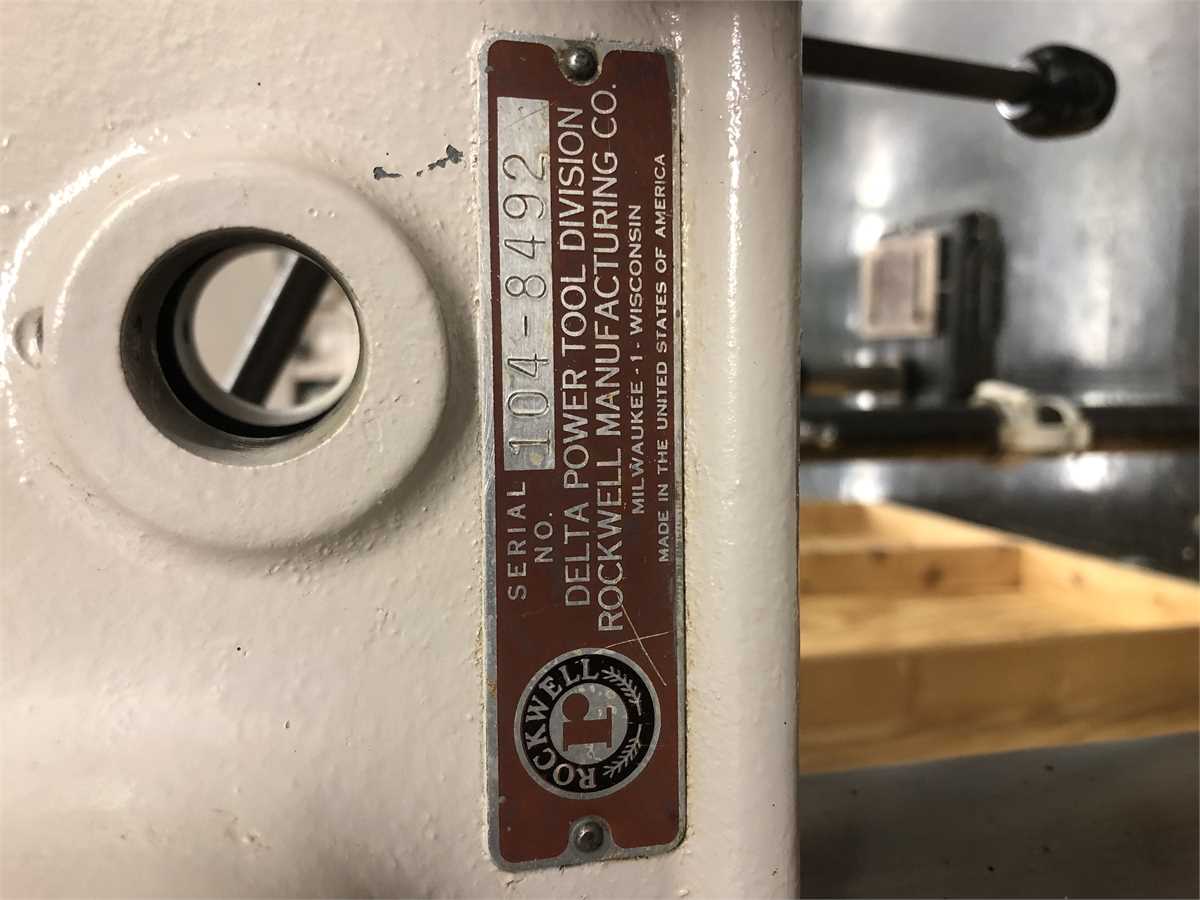 SERIAL NO. 104-8492
DELTA POWER TOOL DIVISION
ROCKWELL MANUFACTURING CO.
MILWAUKEE - 1 - WISCONSIN
MADE IN THE UNITED STATES OF AMERICA
ROCKWELL
r